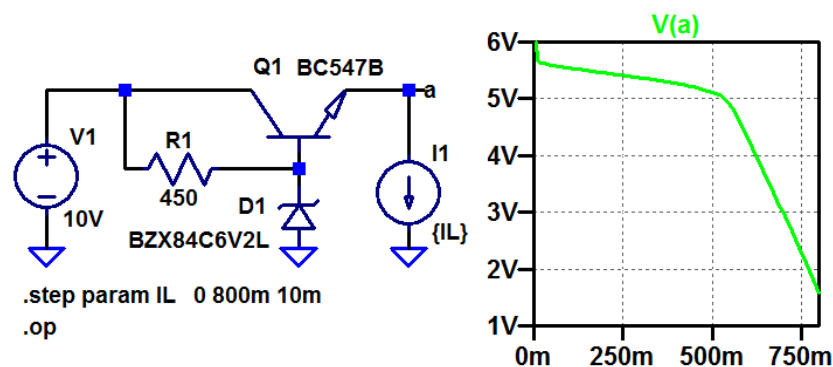 Q1 BC547B
a
V1
R1
I1
450
D1
10V
BZX84C6V2L
{IL}
.step param IL 0 800m 10m
.op
V(a)
6V
5V
4V
3V
2V
1V
0m 250m 500m 750m